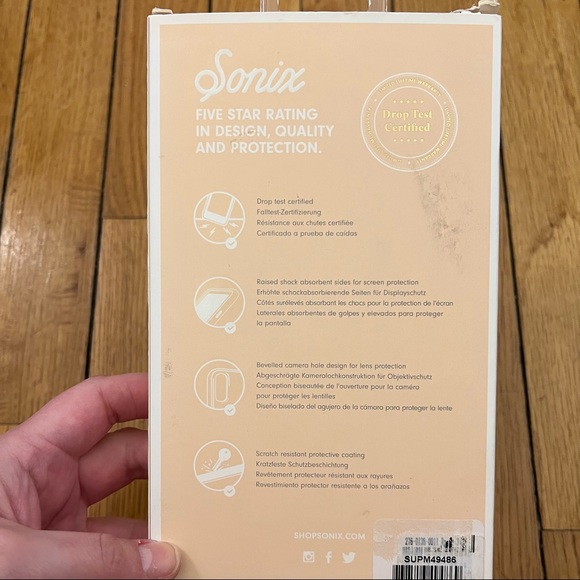 Sonix
FIVE STAR RATING
IN DESIGN, QUALITY
AND PROTECTION.
Drop Test
Certified
Drop test certified
Falltest-Zertifizierung
Résistance aux chutes certifiée
Certificado a prueba de caídas
Raised shock absorbent sides for screen protection
Erhöhte schockabsorbierende Seiten für Displayschutz
Côtés surélevés absorbant les chocs pour la protection de l'écran
Laterales absorbentes de golpes y elevados para proteger
la pantalla
Bevelled camera hole design for lens protection
Abgeschrägte Kameralochkonstruktion für Objektivschutz
Conception biseautée de l'ouverture pour la caméra
pour protéger les lentilles
Diseño biselado del agujero de la cámara para proteger la lente
Scratch resistant protective coating
Kratzfeste Schutzbeschichtung
Revêtement protecteur résistant aux rayures
Revestimiento protector resistente a los arañazos
SHOPSONIX.COM
SUPM49486